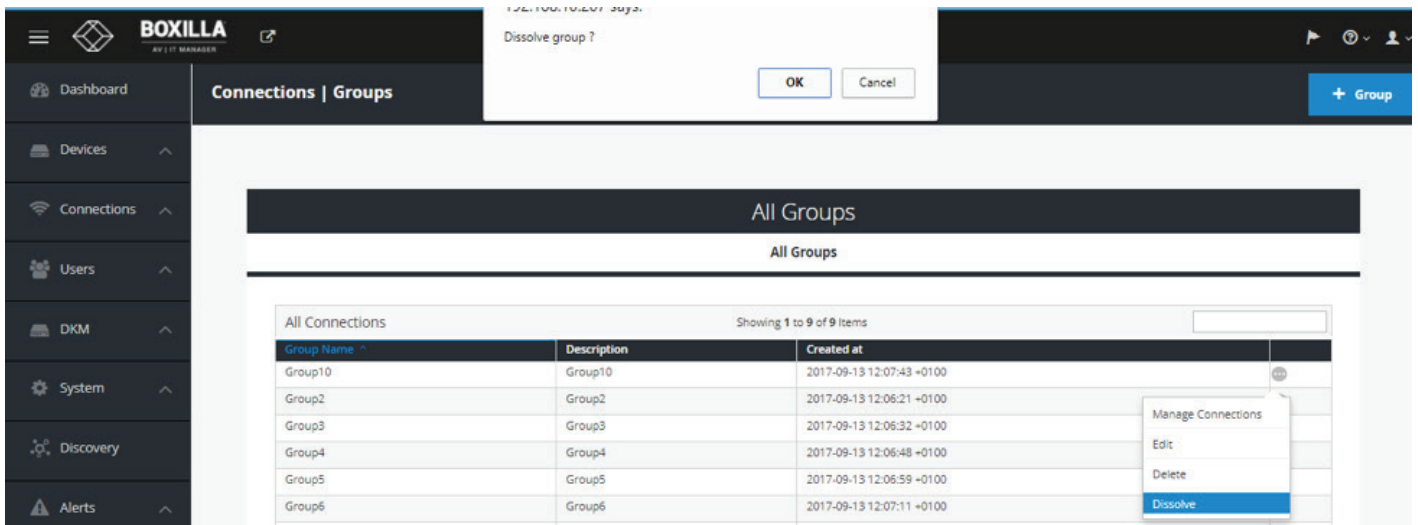 BOXILLA
AV | IT MANAGER
Dissolve group ?
OK Cancel
Dashboard
Connections | Groups
+ Group
Devices
Connections
Users
DKM
System
Discovery
Alerts
All Groups
All Groups
All Connections Showing 1 to 9 of 9 Items
Group Name Description Created at
Group10 Group10 2017-09-13 12:07:43 +0100
Group2 Group2 2017-09-13 12:06:21 +0100
Group3 Group3 2017-09-13 12:06:32 +0100
Group4 Group4 2017-09-13 12:06:48 +0100
Group5 Group5 2017-09-13 12:06:59 +0100
Group6 Group6 2017-09-13 12:07:11 +0100
Manage Connections
Edit
Delete
Dissolve